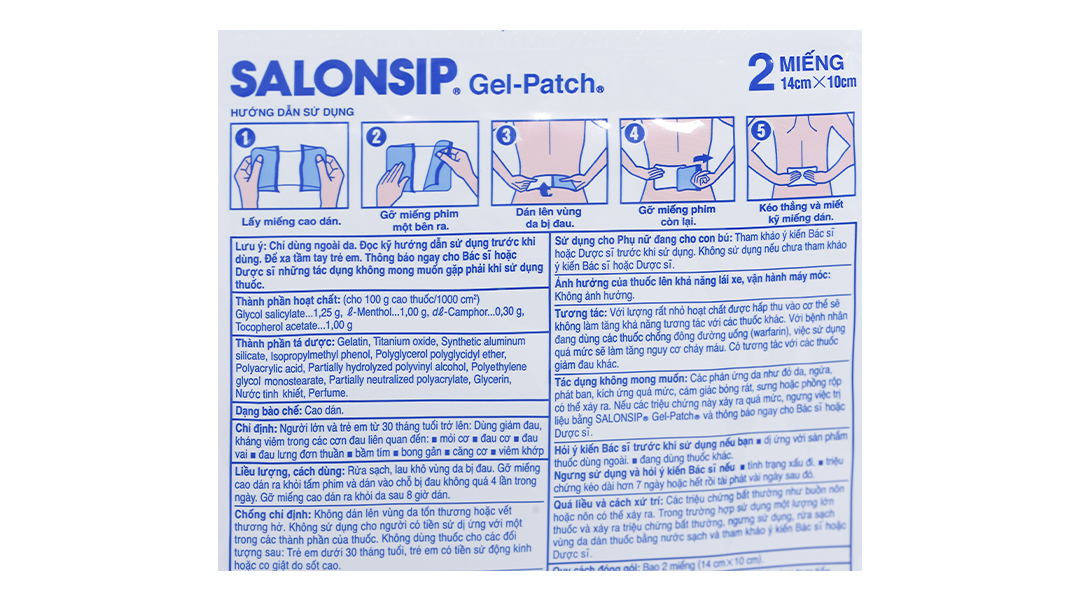 SALONSIP® Gel-Patch®
2 MIẾNG
14cm×10cm
HƯỚNG DẪN SỬ DỤNG
1
2
3
4
5
Lấy miếng cao dán.
Gỡ miếng phim
một bên ra.
Dán lên vùng
da bị đau.
Gỡ miếng phim
còn lại.
Kéo thẳng và miết
kỹ miếng dán.
Lưu ý: Chỉ dùng ngoài da. Đọc kỹ hướng dẫn sử dụng trước khi
dùng. Để xa tầm tay trẻ em. Thông báo ngay cho Bác sĩ hoặc
Dược sĩ những tác dụng không mong muốn gặp phải khi sử dụng
thuốc.
Thành phần hoạt chất: (cho 100 g cao thuốc/1000 cm²)
Glycol salicylate...1,25 g, ℓ-Menthol...1,00 g, dℓ-Camphor...0,30 g,
Tocopherol acetate...1,00 g
Thành phần tá dược: Gelatin, Titanium oxide, Synthetic aluminum
silicate, Isopropylmethyl phenol, Polyglycerol polyglycidyl ether,
Polyacrylic acid, Partially hydrolyzed polyvinyl alcohol, Polyethylene
glycol monostearate, Partially neutralized polyacrylate, Glycerin,
Nước tinh khiết, Perfume.
Dạng bào chế: Cao dán.
Chỉ định: Người lớn và trẻ em từ 30 tháng tuổi trở lên: Dùng giảm đau,
kháng viêm trong các cơn đau liên quan đến: ■ mỏi cơ ■ đau cơ ■ đau
vai ■ đau lưng đơn thuần ■ bầm tím ■ bong gân ■ căng cơ ■ viêm khớp
Liều lượng, cách dùng: Rửa sạch, lau khô vùng da bị đau. Gỡ miếng
cao dán ra khỏi tấm phim và dán vào chỗ bị đau không quá 4 lần trong
ngày. Gỡ miếng cao dán ra khỏi da sau 8 giờ dán.
Chống chỉ định: Không dán lên vùng da tổn thương hoặc vết
thương hở. Không sử dụng cho người có tiền sử dị ứng với một
trong các thành phần của thuốc. Không dùng thuốc cho các đối
tượng sau: Trẻ em dưới 30 tháng tuổi, trẻ em có tiền sử động kinh
hoặc co giật do sốt cao.
Sử dụng cho Phụ nữ đang cho con bú: Tham khảo ý kiến Bác sĩ
hoặc Dược sĩ trước khi sử dụng. Không sử dụng nếu chưa tham khảo
ý kiến Bác sĩ hoặc Dược sĩ.
Ảnh hưởng của thuốc lên khả năng lái xe, vận hành máy móc:
Không ảnh hưởng.
Tương tác: Với lượng rất nhỏ hoạt chất được hấp thu vào cơ thể sẽ
không làm tăng khả năng tương tác với các thuốc khác. Với bệnh nhân
đang dùng các thuốc chống đông đường uống (warfarin), việc sử dụng
quá mức sẽ làm tăng nguy cơ chảy máu. Có tương tác với các thuốc
giảm đau khác.
Tác dụng không mong muốn: Các phản ứng da như đỏ da, ngứa,
phát ban, kích ứng quá mức, cảm giác bỏng rát, sưng hoặc phồng rộp
có thể xảy ra. Nếu các triệu chứng này xảy ra quá mức, ngưng việc trị
liệu bằng SALONSIP® Gel-Patch® và thông báo ngay cho Bác sĩ hoặc
Dược sĩ.
Hỏi ý kiến Bác sĩ trước khi sử dụng nếu bạn ■ dị ứng với sản phẩm
thuốc dùng ngoài. ■ đang dùng thuốc khác.
Ngưng sử dụng và hỏi ý kiến Bác sĩ nếu ■ tình trạng xấu đi. ■ triệu
chứng kéo dài hơn 7 ngày hoặc hết rồi tái phát vài ngày sau đó.
Quá liều và cách xử trí: Các triệu chứng bất thường như buồn nôn
hoặc nôn có thể xảy ra. Trong trường hợp sử dụng một lượng lớn
thuốc và xảy ra triệu chứng bất thường, ngưng sử dụng, rửa sạch
vùng da dán thuốc bằng nước sạch và tham khảo ý kiến Bác sĩ hoặc
Dược sĩ.
Quy cách đóng gói: Bao 2 miếng (14 cm×10 cm).